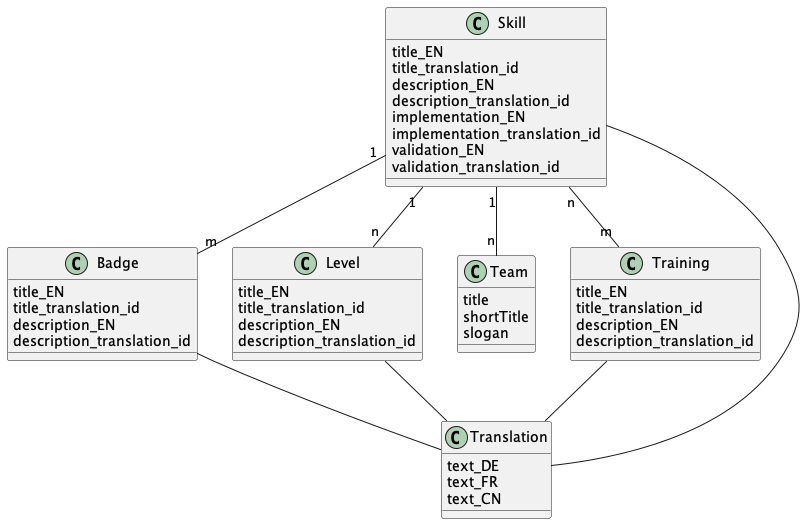 C Skill
title_EN
title_translation_id
description_EN
description_translation_id
implementation_EN
implementation_translation_id
validation_EN
validation_translation_id
1
1
1
n
m
n
n
m
C Badge
title_EN
title_translation_id
description_EN
description_translation_id
C Level
title_EN
title_translation_id
description_EN
description_translation_id
C Team
title
shortTitle
slogan
C Training
title_EN
title_translation_id
description_EN
description_translation_id
C Translation
text_DE
text_FR
text_CN